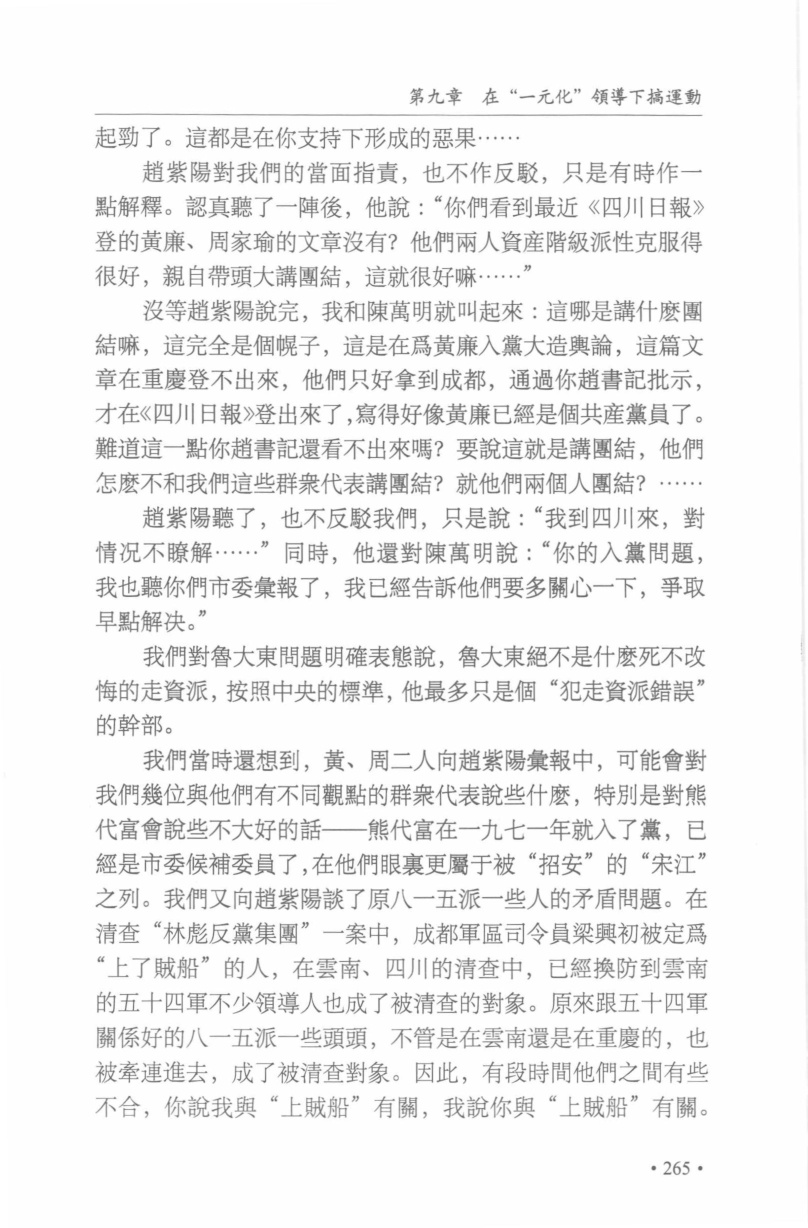 第九章　在“一元化”領導下搞運動
起勁了。這都是在你支持下形成的惡果……
趙紫陽對我們的當面指責，也不作反駁，只是有時作一
點解釋。認真聽了一陣後，他說：“你們看到最近《四川日報》
登的黃廉、周家瑜的文章沒有？他們兩人資産階級派性克服得
很好，親自帶頭大講團結，這就很好嘛……”
沒等趙紫陽說完，我和陳萬明就叫起來：這哪是講什麽團
結嘛，這完全是個幌子，這是在爲黃廉入黨大造輿論，這篇文
章在重慶登不出來，他們只好拿到成都，通過你趙書記批示，
才在《四川日報》登出來了，寫得好像黃廉已經是個共産黨員了。
難道這一點你趙書記還看不出來嗎？要說這就是講團結，他們
怎麽不和我們這些群衆代表講團結？就他們兩個人團結？……
趙紫陽聽了，也不反駁我們，只是說：“我到四川來，對
情况不瞭解……”同時，他還對陳萬明說：“你的入黨問題，
我也聽你們市委彙報了，我已經告訴他們要多關心一下，爭取
早點解决。”
我們對魯大東問題明確表態說，魯大東絕不是什麽死不改
悔的走資派，按照中央的標準，他最多只是個“犯走資派錯誤”
的幹部。
我們當時還想到，黃、周二人向趙紫陽彙報中，可能會對
我們幾位與他們有不同觀點的群衆代表說些什麽，特別是對熊
代富會說些不大好的話——熊代富在一九七一年就入了黨，已
經是市委候補委員了，在他們眼裏更屬于被“招安”的“宋江”
之列。我們又向趙紫陽談了原八一五派一些人的矛盾問題。在
清查“林彪反黨集團”一案中，成都軍區司令員梁興初被定爲
“上了賊船”的人，在雲南、四川的清查中，已經換防到雲南
的五十四軍不少領導人也成了被清查的對象。原來跟五十四軍
關係好的八一五派一些頭頭，不管是在雲南還是在重慶的，也
被牽連進去，成了被清查對象。因此，有段時間他們之間有些
不合，你說我與“上賊船”有關，我說你與“上賊船”有關。
• 265 •